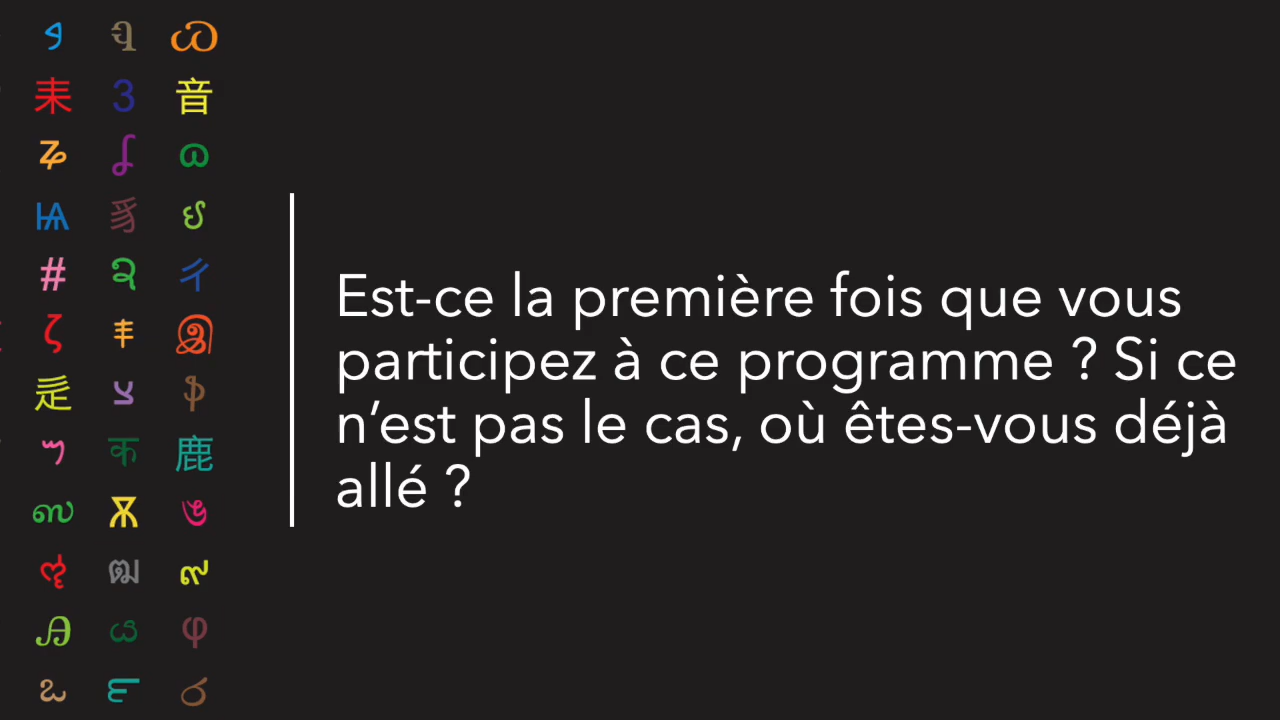 Est-ce la première fois que vous
participez à ce programme ? Si ce
n’est pas le cas, où êtes-vous déjà
allé ?